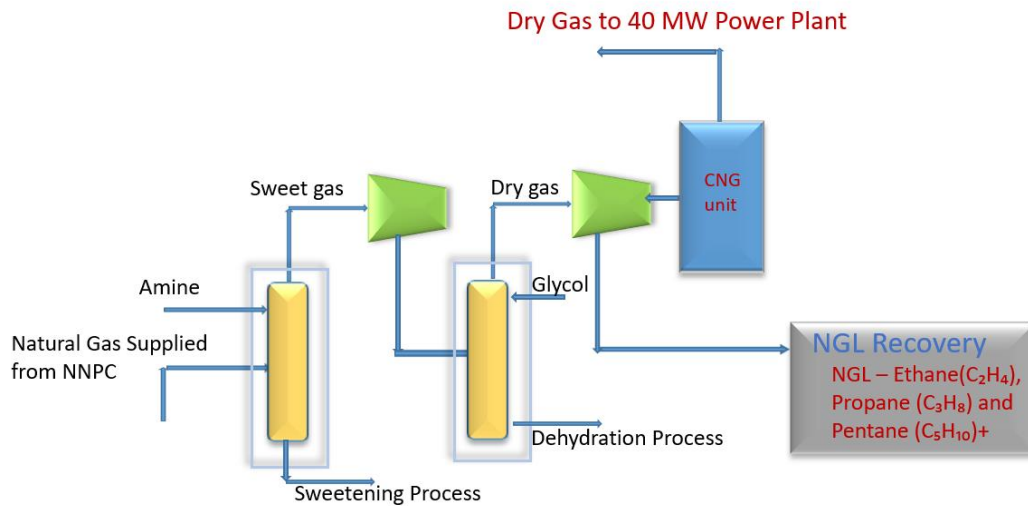 Dry Gas to 40 MW Power Plant
Sweet gas
Dry gas
CNG
unit
Amine
Glycol
Natural Gas Supplied
from NNPC
NGL Recovery
NGL – Ethane(C₂H₄),
Propane (C₃H₈) and
Pentane (C₅H₁₀)+
Dehydration Process
Sweetening Process